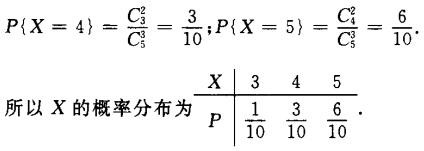 P{X = 4} = C₃²/C₅³ = 3/10; P{X = 5} = C₄²/C₅³ = 6/10.
所以 X 的概率分布为
X 3 4 5
P 1/10 3/10 6/10 .